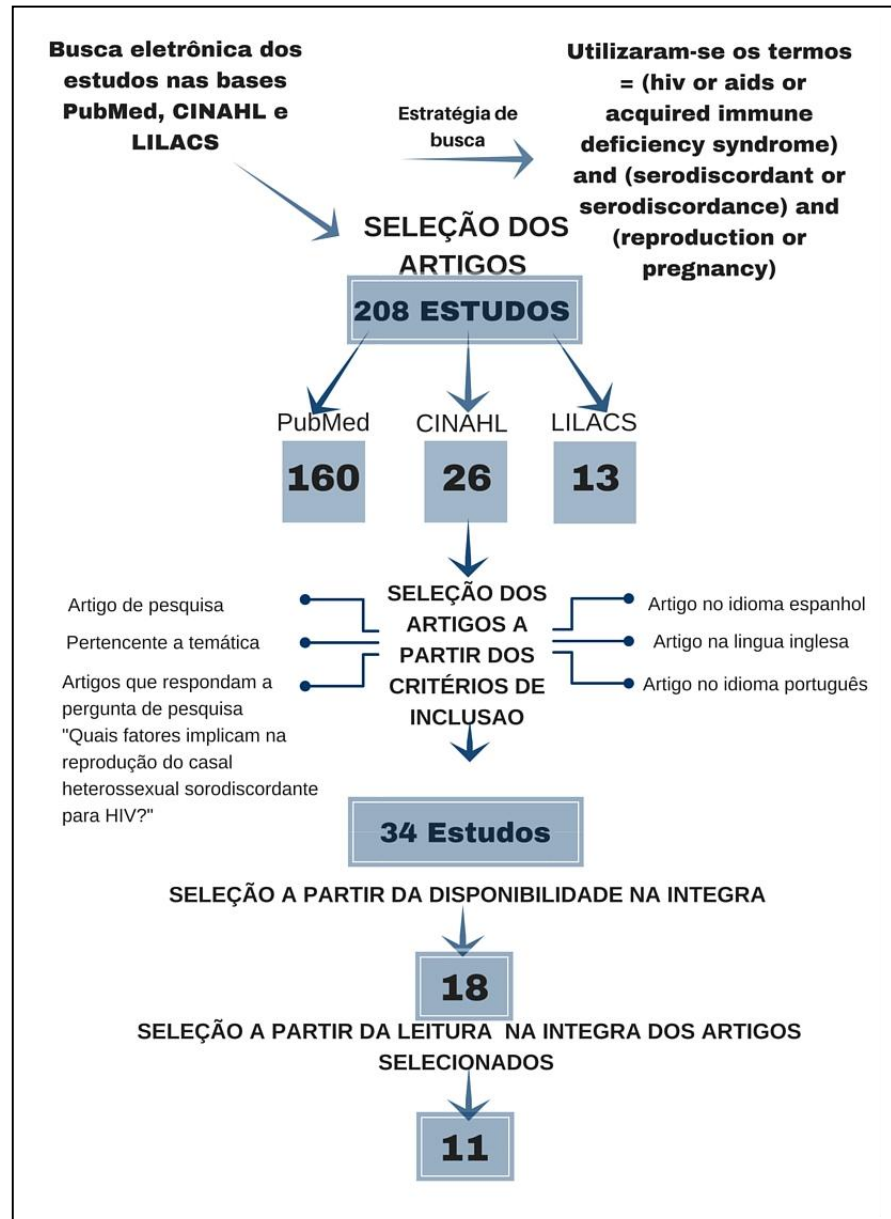 Busca eletrônica dos
estudos nas bases
PubMed, CINAHL e
LILACS
Estratégia de
busca
Utilizaram-se os termos
= (hiv or aids or
acquired immune
deficiency syndrome)
and (serodiscordant or
serodiscordance) and
(reproduction or
pregnancy)
SELEÇÃO DOS
ARTIGOS
208 ESTUDOS
PubMed
160
CINAHL
26
LILACS
13
SELEÇÃO DOS
ARTIGOS A
PARTIR DOS
CRITÉRIOS DE
INCLUSAO
Artigo de pesquisa
Pertencente a temática
Artigos que respondam a
pergunta de pesquisa
"Quais fatores implicam na
reprodução do casal
heterossexual sorodiscordante
para HIV?"
Artigo no idioma espanhol
Artigo na lingua inglesa
Artigo no idioma português
34 Estudos
SELEÇÃO A PARTIR DA DISPONIBILIDADE NA INTEGRA
18
SELEÇÃO A PARTIR DA LEITURA NA INTEGRA DOS ARTIGOS
SELECIONADOS
11